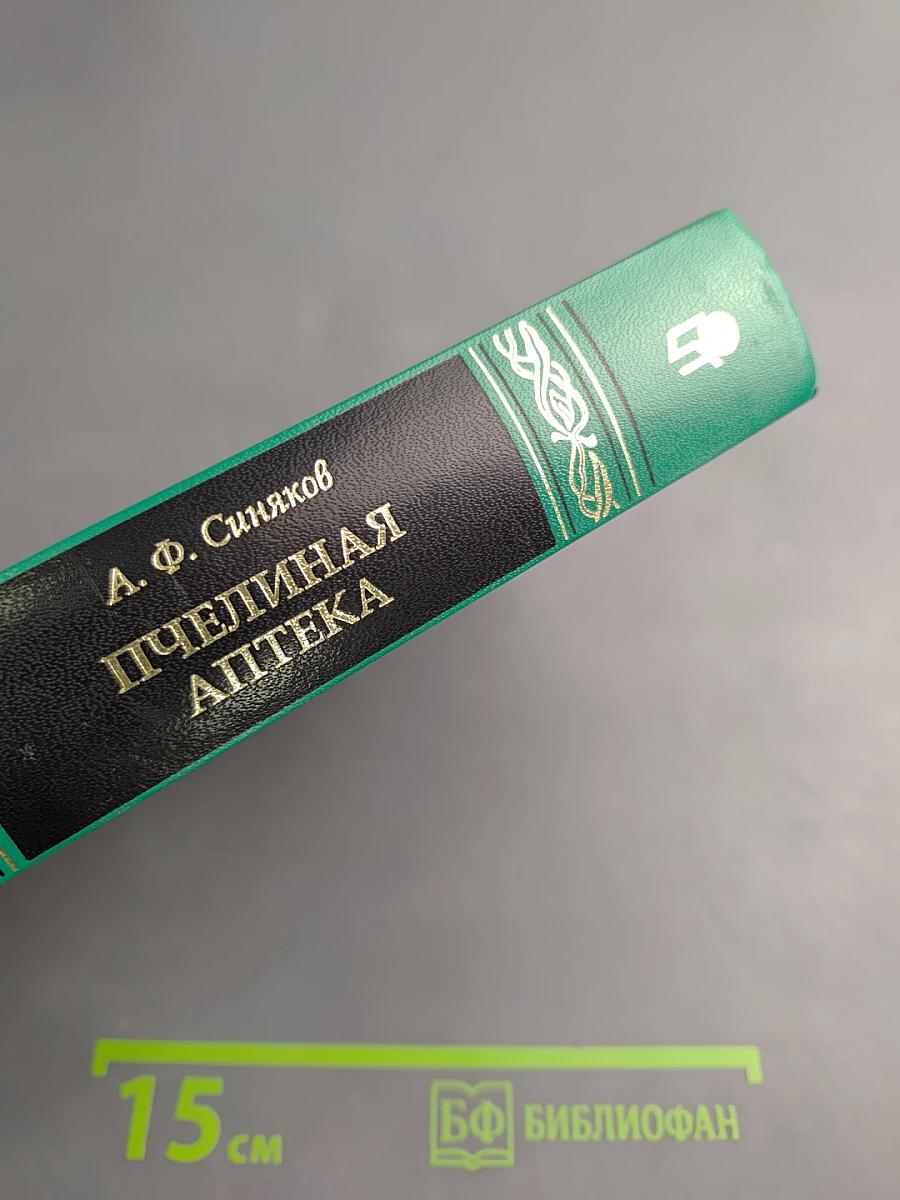 А. Ф. Синяков
ПЧЕЛИНАЯ
АПТЕКА
15 см
БФ БИБЛИОФАН